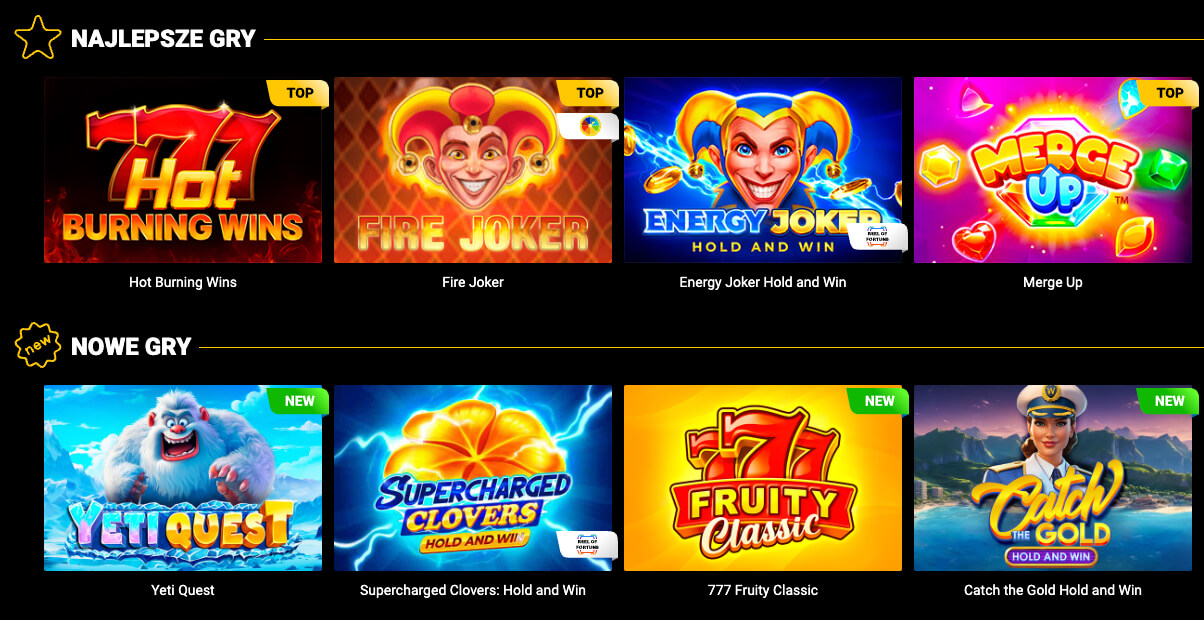 NAJLEPSZE GRY
TOP
777
Hot
BURNING WINS
Hot Burning Wins
TOP
FIRE JOKER
Fire Joker
ENERGY JOKER
HOLD AND WIN
REEL OF
FORTUNE
Energy Joker Hold and Win
TOP
MERGE
UP
TM
Merge Up
new
NOWE GRY
NEW
YETI QUEST
Yeti Quest
SUPERCHARGED
CLOVERS
HOLD AND WIN
REEL OF
FORTUNE
Supercharged Clovers: Hold and Win
NEW
777
FRUITY
Classic
777 Fruity Classic
NEW
W
Catch
THE GOLD
HOLD AND WIN
Catch the Gold Hold and Win